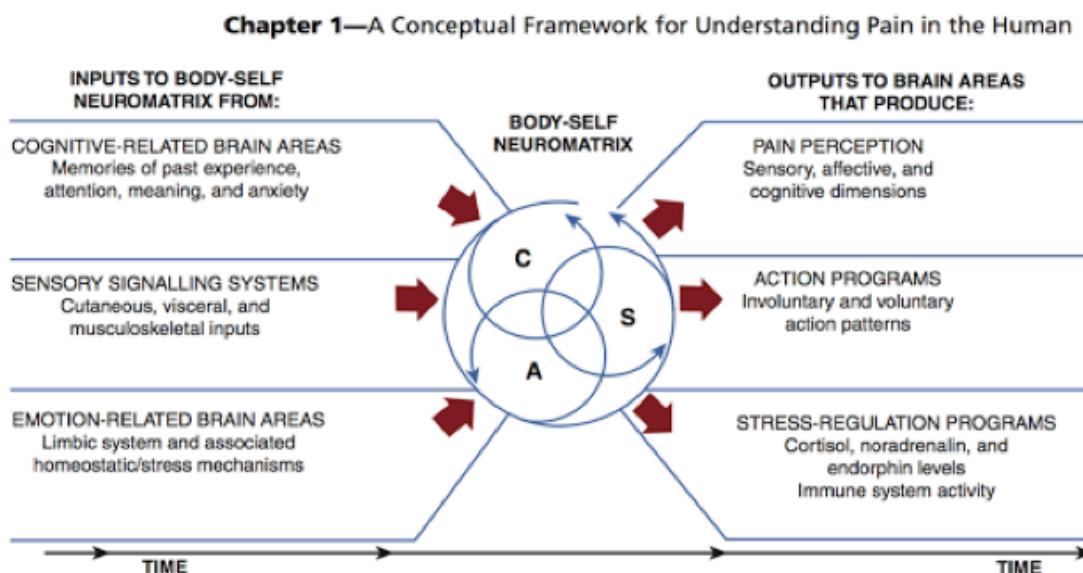 Chapter 1—A Conceptual Framework for Understanding Pain in the Human
INPUTS TO BODY-SELF
NEUROMATRIX FROM:
COGNITIVE-RELATED BRAIN AREAS
Memories of past experience,
attention, meaning, and anxiety
SENSORY SIGNALLING SYSTEMS
Cutaneous, visceral, and
musculoskeletal inputs
EMOTION-RELATED BRAIN AREAS
Limbic system and associated
homeostatic/stress mechanisms
BODY-SELF
NEUROMATRIX
C
S
A
OUTPUTS TO BRAIN AREAS
THAT PRODUCE:
PAIN PERCEPTION
Sensory, affective, and
cognitive dimensions
ACTION PROGRAMS
Involuntary and voluntary
action patterns
STRESS-REGULATION PROGRAMS
Cortisol, noradrenalin, and
endorphin levels
Immune system activity
TIME
TIME